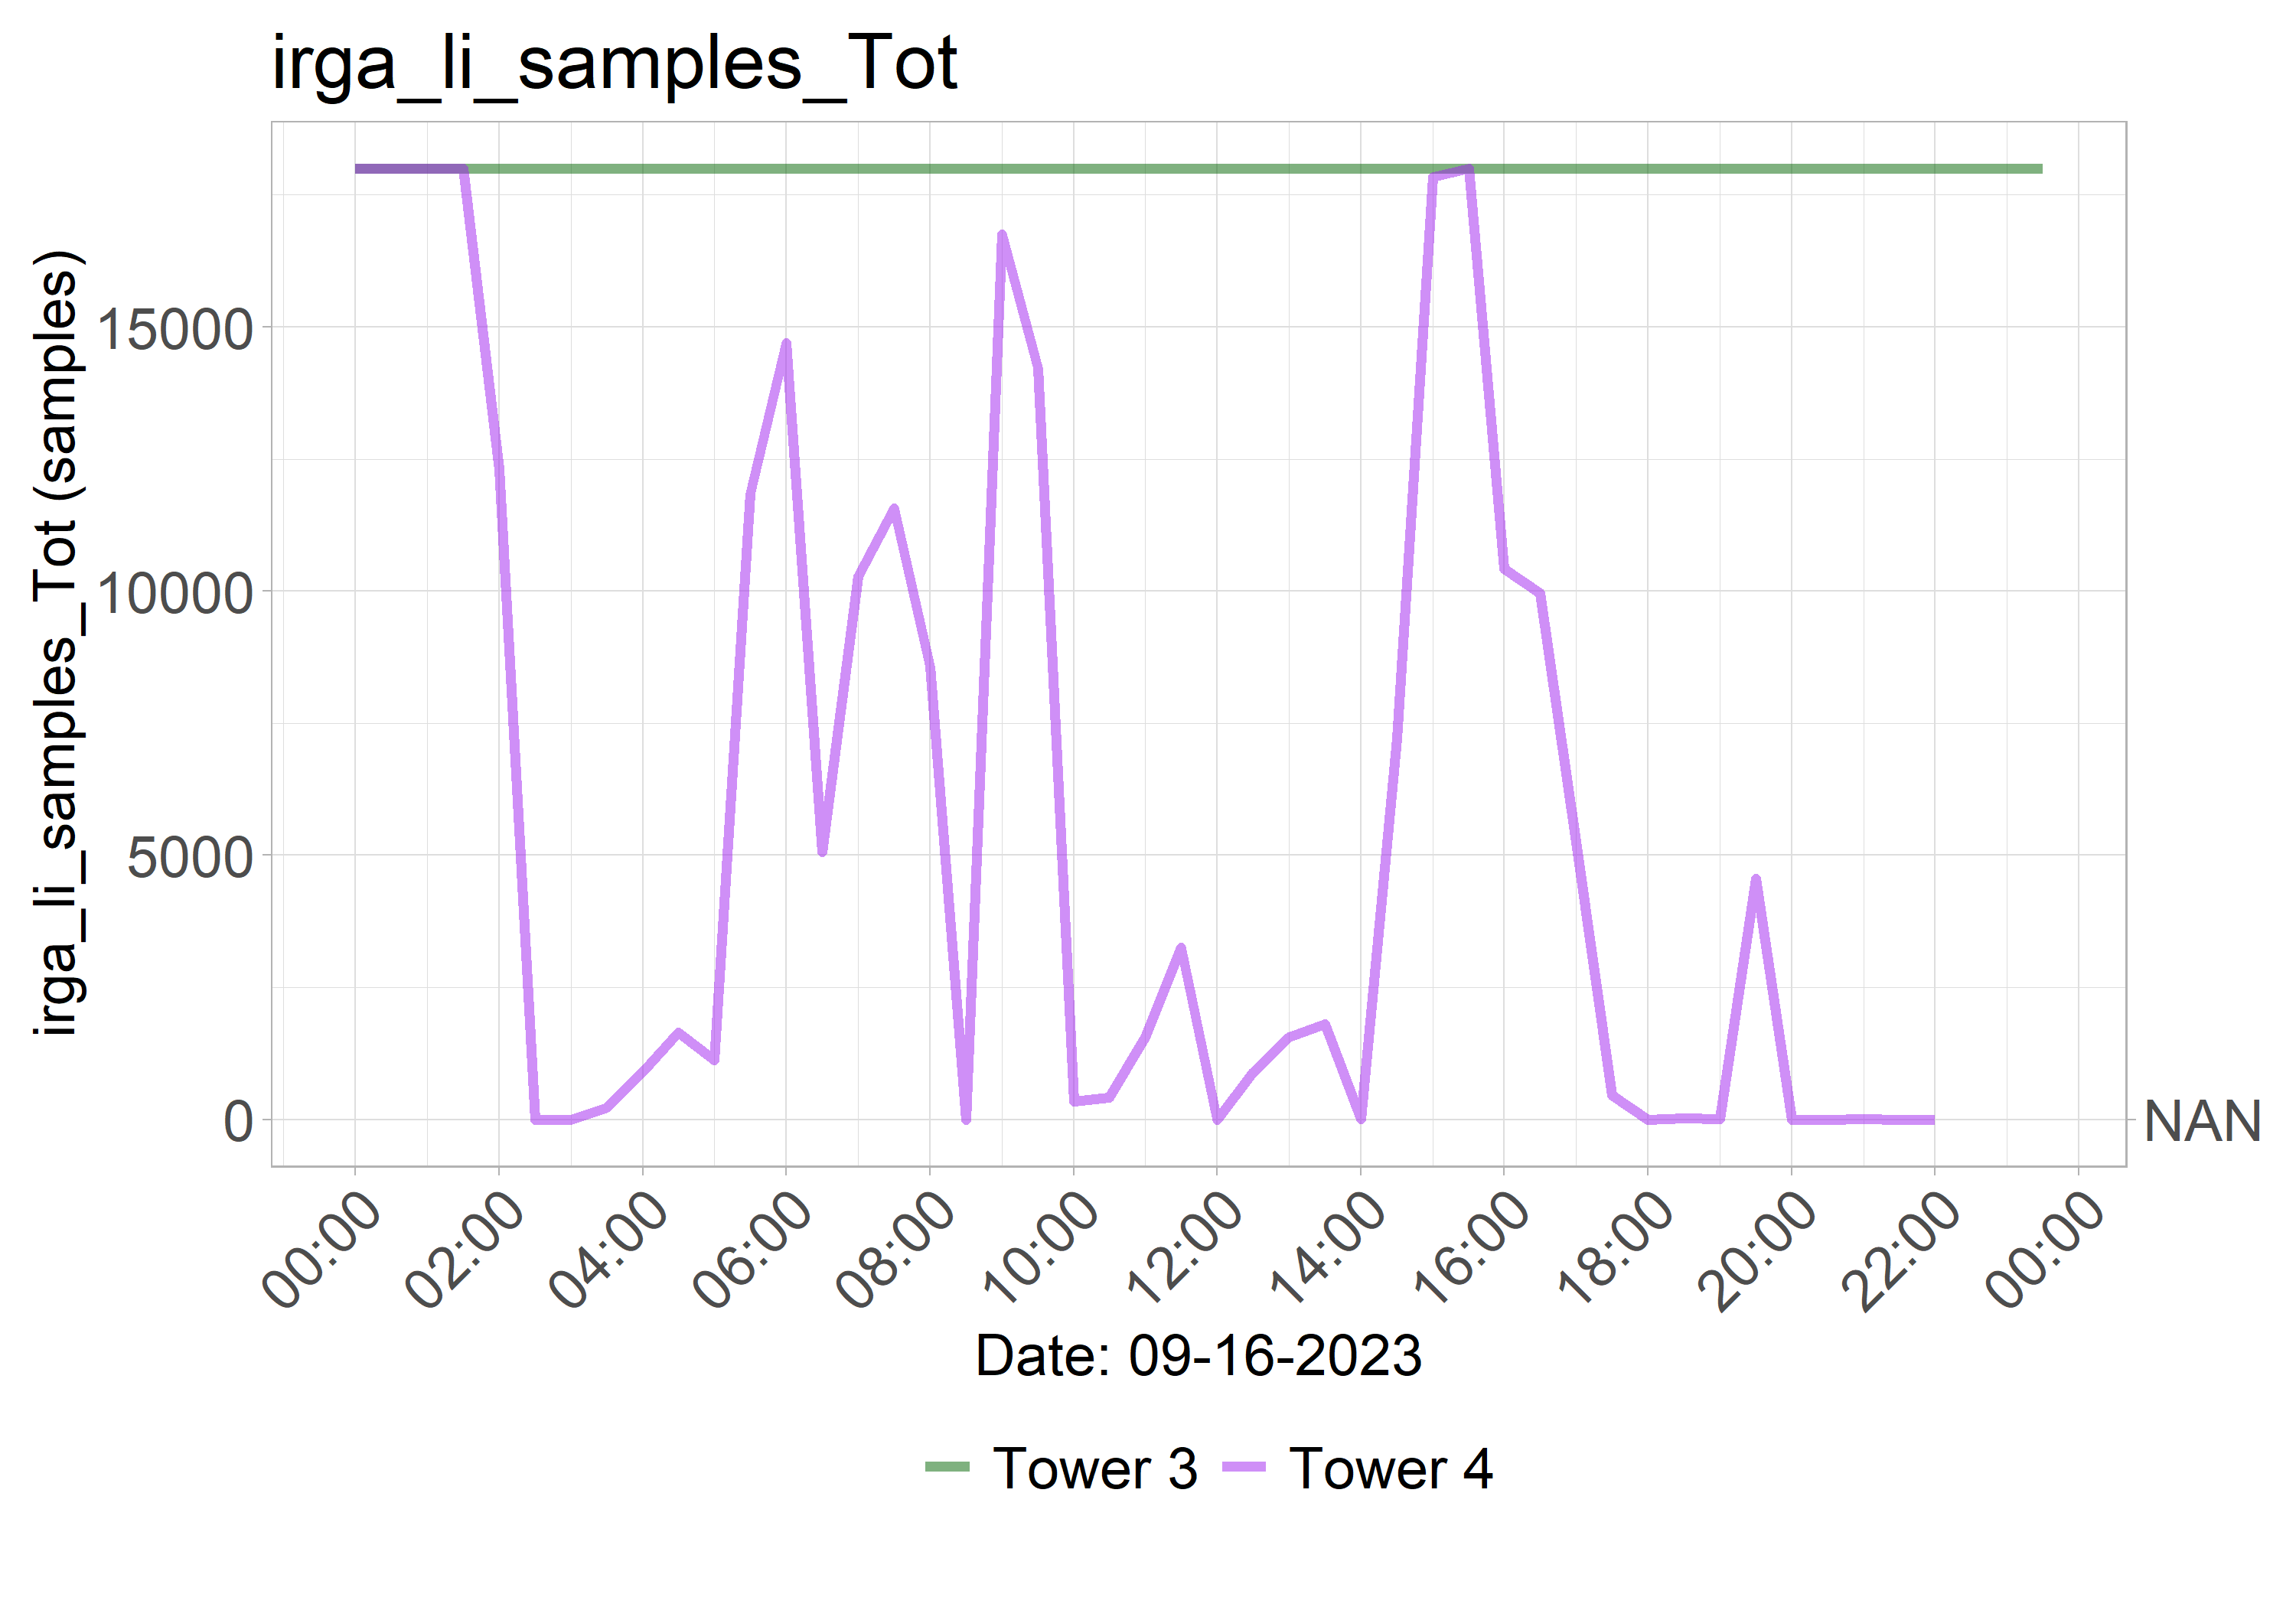 irga_li_samples_Tot
irga_li_samples_Tot (samples)
15000
10000
5000
0
NAN
00:00
02:00
04:00
06:00
08:00
10:00
12:00
14:00
16:00
18:00
20:00
22:00
00:00
Date: 09-16-2023
Tower 3
Tower 4